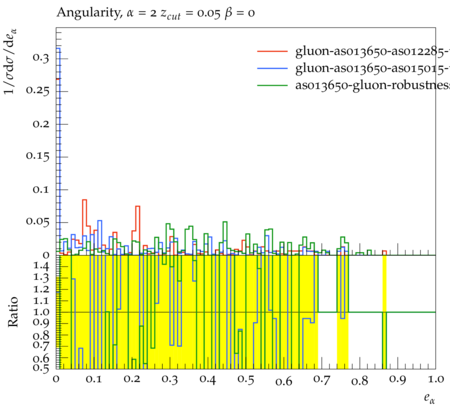 Angularity, α = 2 z_cut = 0.05 β = 0
1/σdσ/de_α
gluon-as013650-as012285-
gluon-as013650-as015015-
as013650-gluon-robustness
0.3
0.25
0.2
0.15
0.1
0.05
0
Ratio
1.4
1.3
1.2
1.1
1.0
0.9
0.8
0.7
0.6
0.5
0 0.1 0.2 0.3 0.4 0.5 0.6 0.7 0.8 0.9 1.0
e_α